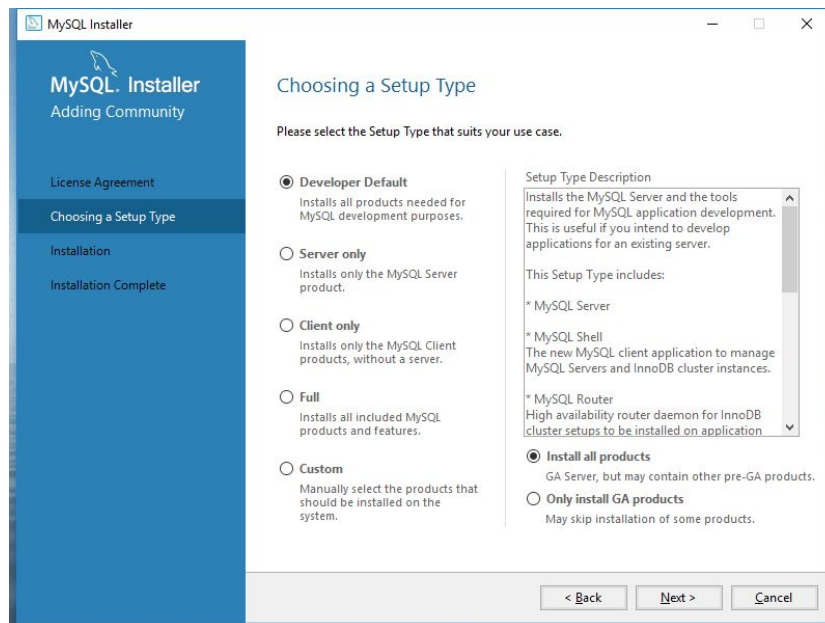 MySQL Installer
MySQL. Installer
Adding Community
License Agreement
Choosing a Setup Type
Installation
Installation Complete
Choosing a Setup Type
Please select the Setup Type that suits your use case.
Developer Default
Installs all products needed for
MySQL development purposes.
Server only
Installs only the MySQL Server
product.
Client only
Installs only the MySQL Client
products, without a server.
Full
Installs all included MySQL
products and features.
Custom
Manually select the products that
should be installed on the
system.
Setup Type Description
Installs the MySQL Server and the tools
required for MySQL application development.
This is useful if you intend to develop
applications for an existing server.
This Setup Type includes:
* MySQL Server
* MySQL Shell
The new MySQL client application to manage
MySQL Servers and InnoDB cluster instances.
* MySQL Router
High availability router daemon for InnoDB
cluster setups to be installed on application
Install all products
GA Server, but may contain other pre-GA products.
Only install GA products
May skip installation of some products.
< Back
Next >
Cancel